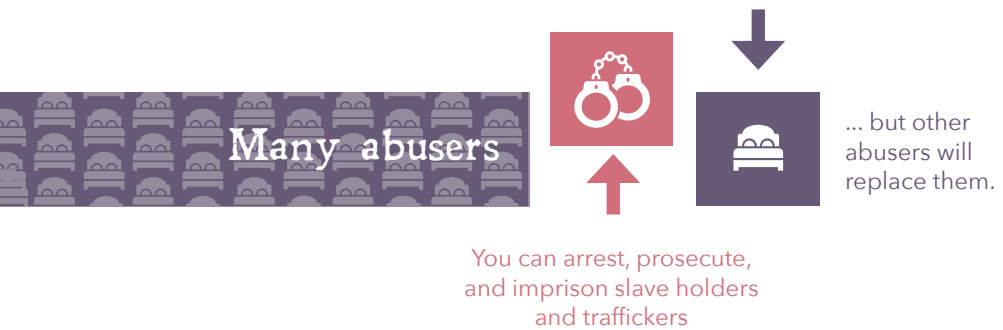 Many abusers
You can arrest, prosecute,
and imprison slave holders
and traffickers
... but other
abusers will
replace them.